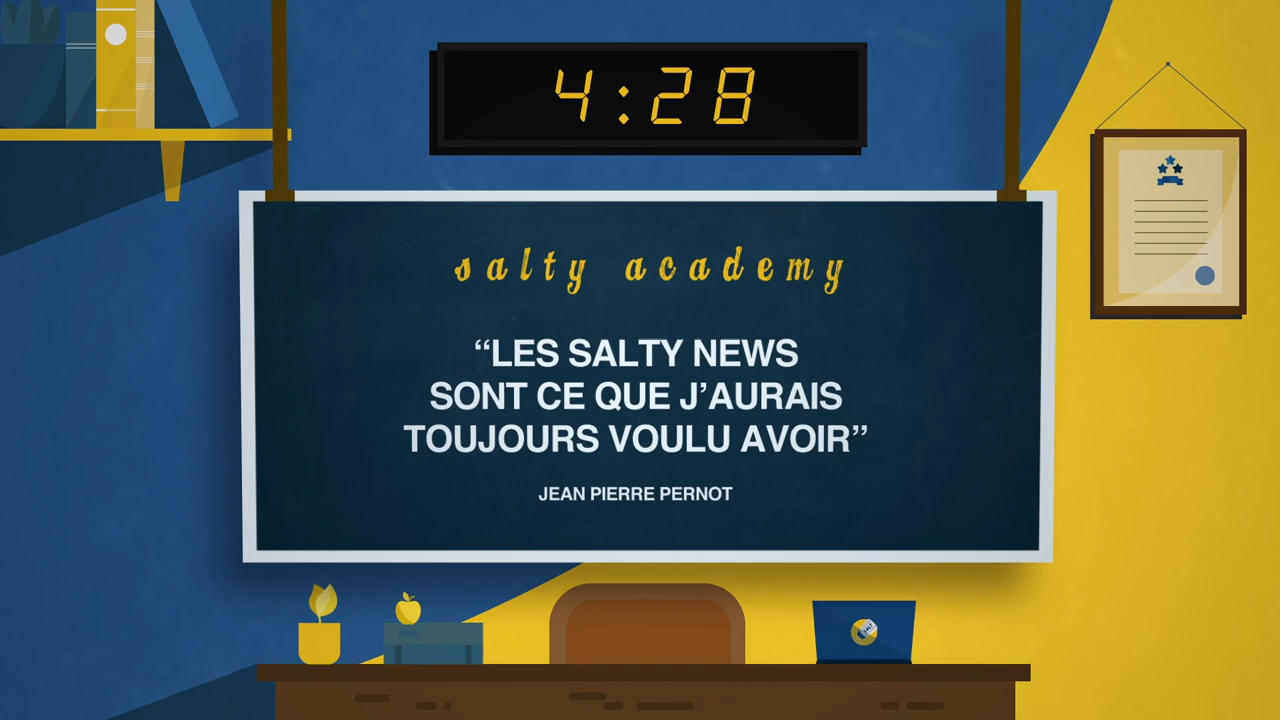 4:28
salty academy
“LES SALTY NEWS
SONT CE QUE J’AURAIS
TOUJOURS VOULU AVOIR”
JEAN PIERRE PERNOT